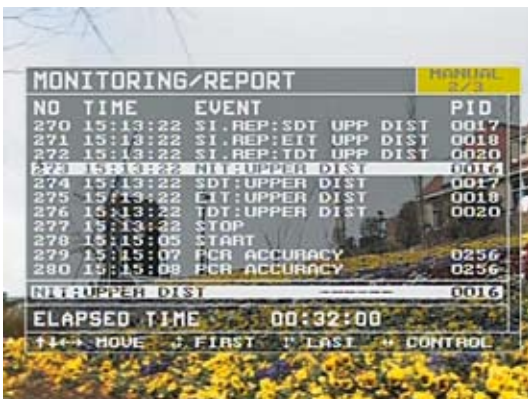 MONITORING/REPORT
MANUAL
2/3
NO TIME EVENT PID
270 15:13:22 SI.REP:SDT UPP DIST 0017
271 15:13:22 SI.REP:EIT UPP DIST 0018
272 15:13:22 SI.REP:TDT UPP DIST 0020
273 15:13:22 NIT:UPPER DIST 0016
274 15:13:22 SDT:UPPER DIST 0017
275 15:13:22 EIT:UPPER DIST 0018
276 15:13:22 TDT:UPPER DIST 0020
277 15:13:22 STOP
278 15:15:05 START
279 15:15:07 PCR ACCURACY 0256
280 15:15:08 PCR ACCURACY 0256
NIT:UPPER DIST ------ 0016
ELAPSED TIME 00:32:00
MOVE FIRST LAST CONTROL